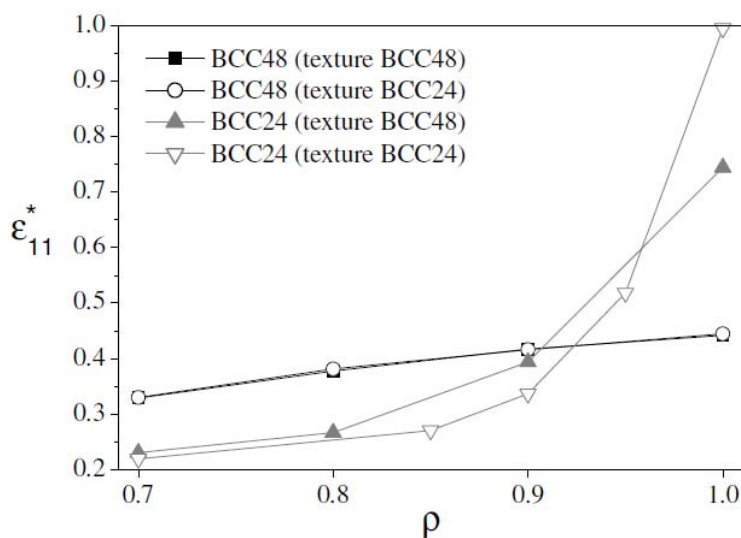 1.0
BCC48 (texture BCC48)
0.9
BCC48 (texture BCC24)
BCC24 (texture BCC48)
0.8
BCC24 (texture BCC24)
0.7
ε*11
0.6
0.5
0.4
0.3
0.2
0.7 0.8 0.9 1.0
ρ